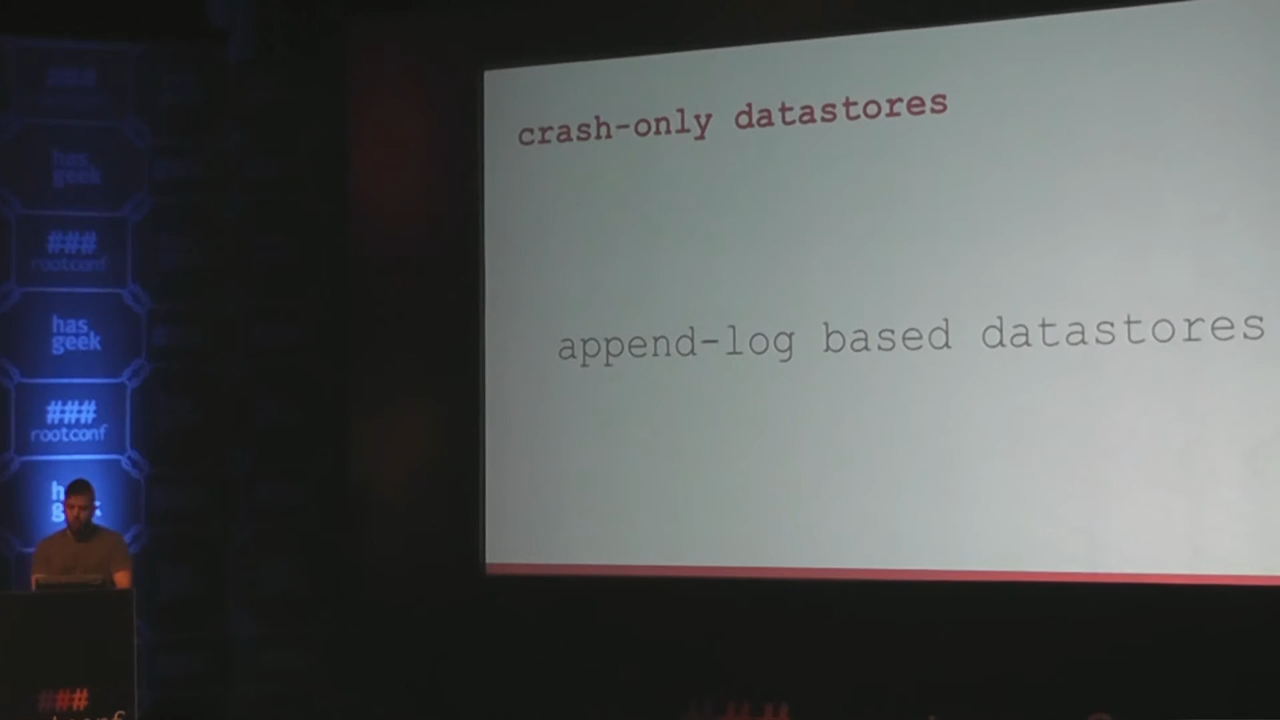 crash-only datastores
append-log based datastores
###
has
geek
###
rootconf
has
geek
###
rootconf
###